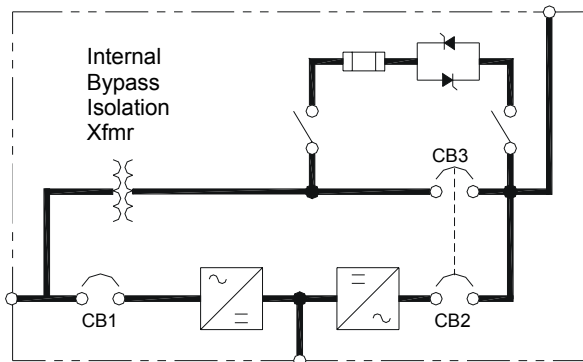 Internal
Bypass
Isolation
Xfmr
CB3
CB1
CB2